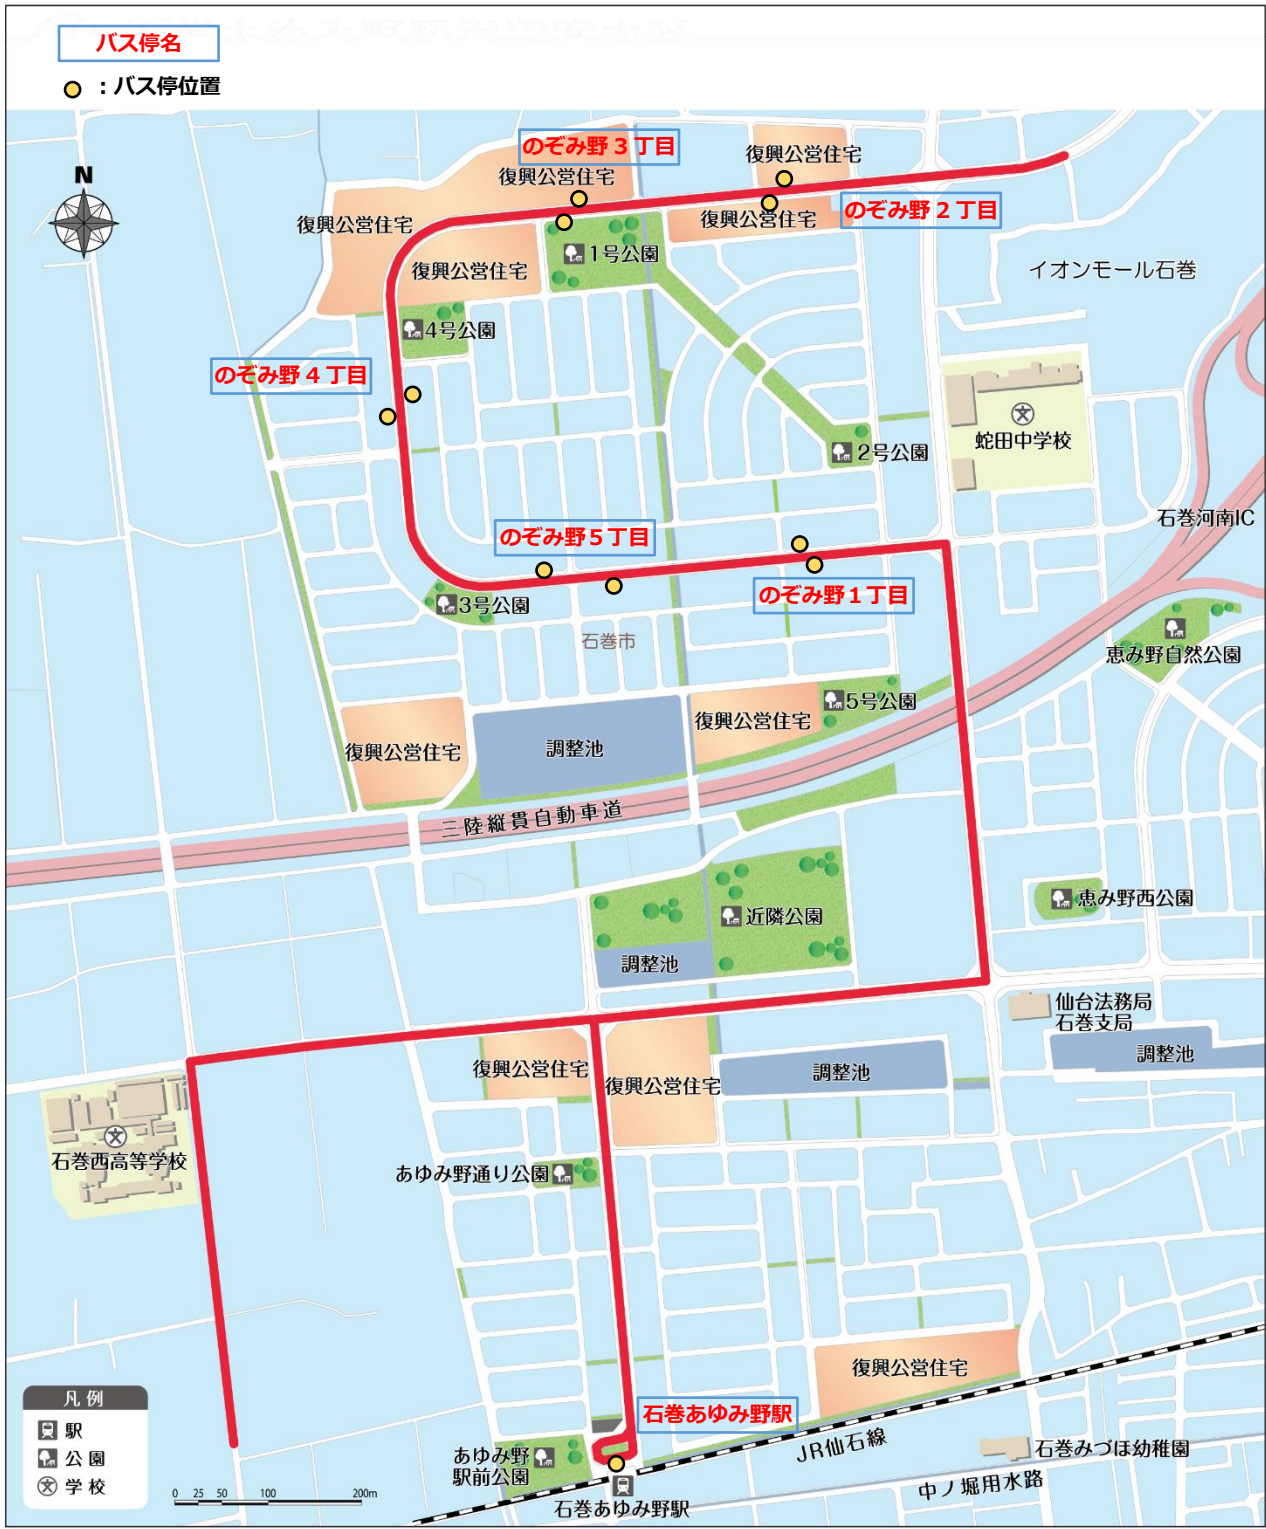 バス停名
：バス停位置
のぞみ野３丁目
復興公営住宅
復興公営住宅
N
復興公営住宅
復興公営住宅
のぞみ野２丁目
1号公園
復興公営住宅
イオンモール石巻
4号公園
のぞみ野４丁目
蛇田中学校
2号公園
石巻河南IC
のぞみ野５丁目
のぞみ野１丁目
3号公園
石巻市
恵み野自然公園
5号公園
復興公営住宅
復興公営住宅
調整池
三陸縦貫自動車道
恵み野西公園
近隣公園
調整池
仙台法務局
石巻支局
調整池
復興公営住宅
復興公営住宅
調整池
石巻西高等学校
あゆみ野通り公園
復興公営住宅
凡例
駅
公園
学校
石巻あゆみ野駅
あゆみ野
駅前公園
JR仙石線
石巻みづほ幼稚園
中ノ堀用水路
0 25 50 100 200m
石巻あゆみ野駅